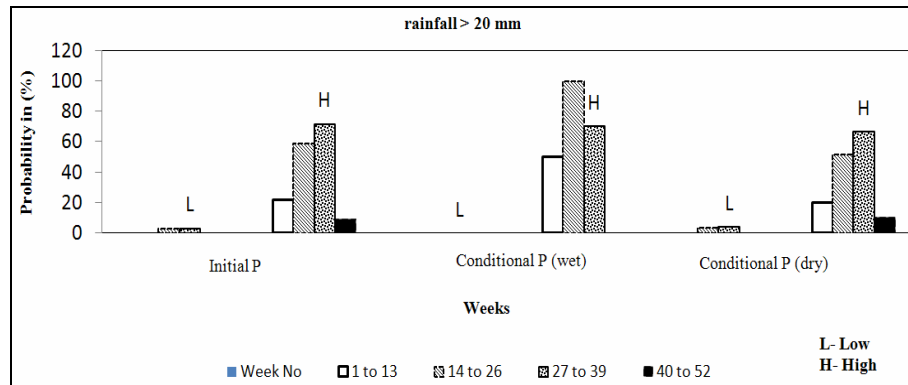 rainfall > 20 mm
Probability in (%)
120
100
80
60
40
20
0
L
H
L
H
L
H
Initial P
Conditional P (wet)
Conditional P (dry)
Weeks
Week No
1 to 13
14 to 26
27 to 39
40 to 52
L- Low
H- High